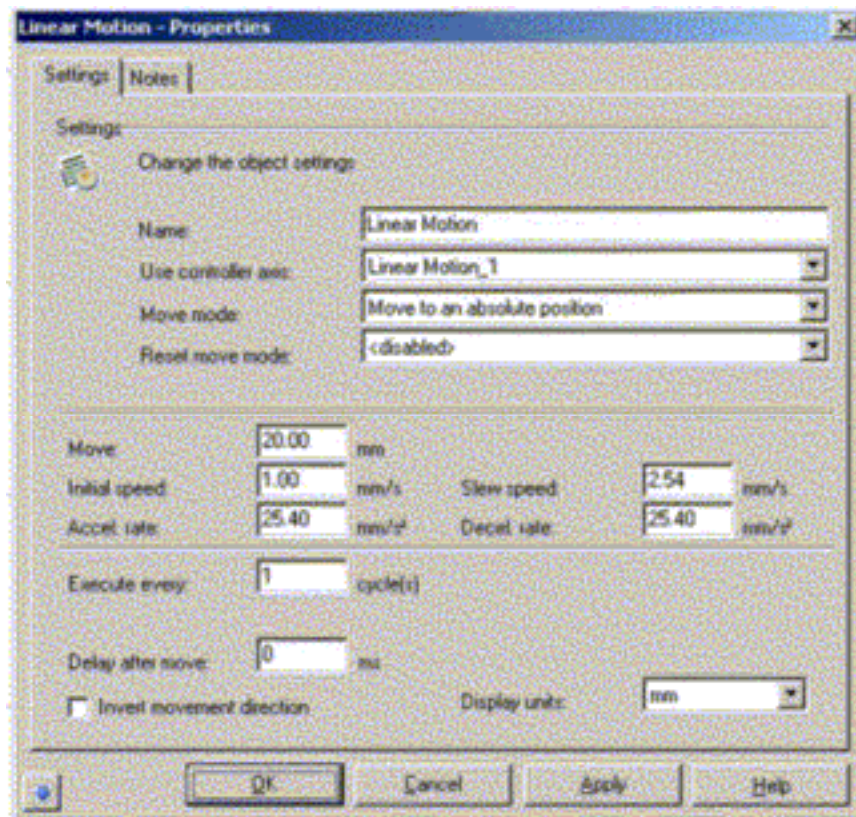 Linear Motion - Properties
Settings Notes
Settings
Change the object settings
Name: Linear Motion
Use controller axis: Linear Motion_1
Move mode: Move to an absolute position
Reset move mode: <disabled>
Move: 20.00 mm
Initial speed: 1.00 mm/s Slew speed: 2.54 mm/s
Accel. rate: 25.40 mm/s² Decel. rate: 25.40 mm/s²
Execute every: 1 cycle(s)
Delay after move: 0 ms
Invert movement direction Display units: mm
OK Cancel Apply Help